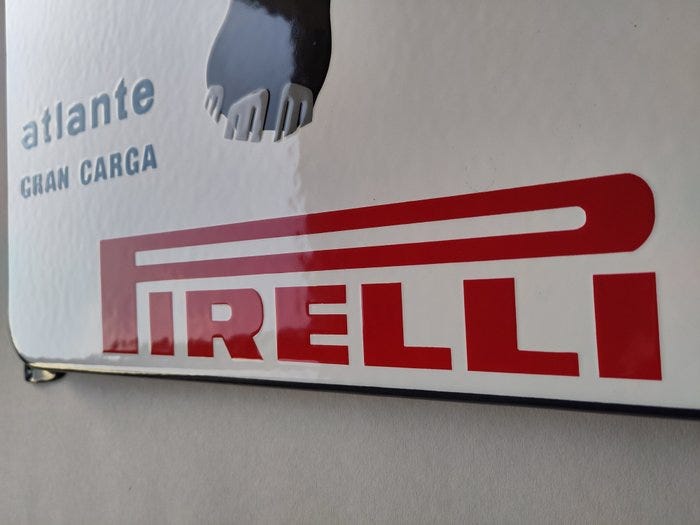 atlante
GRAN CARGA
PIRELLI